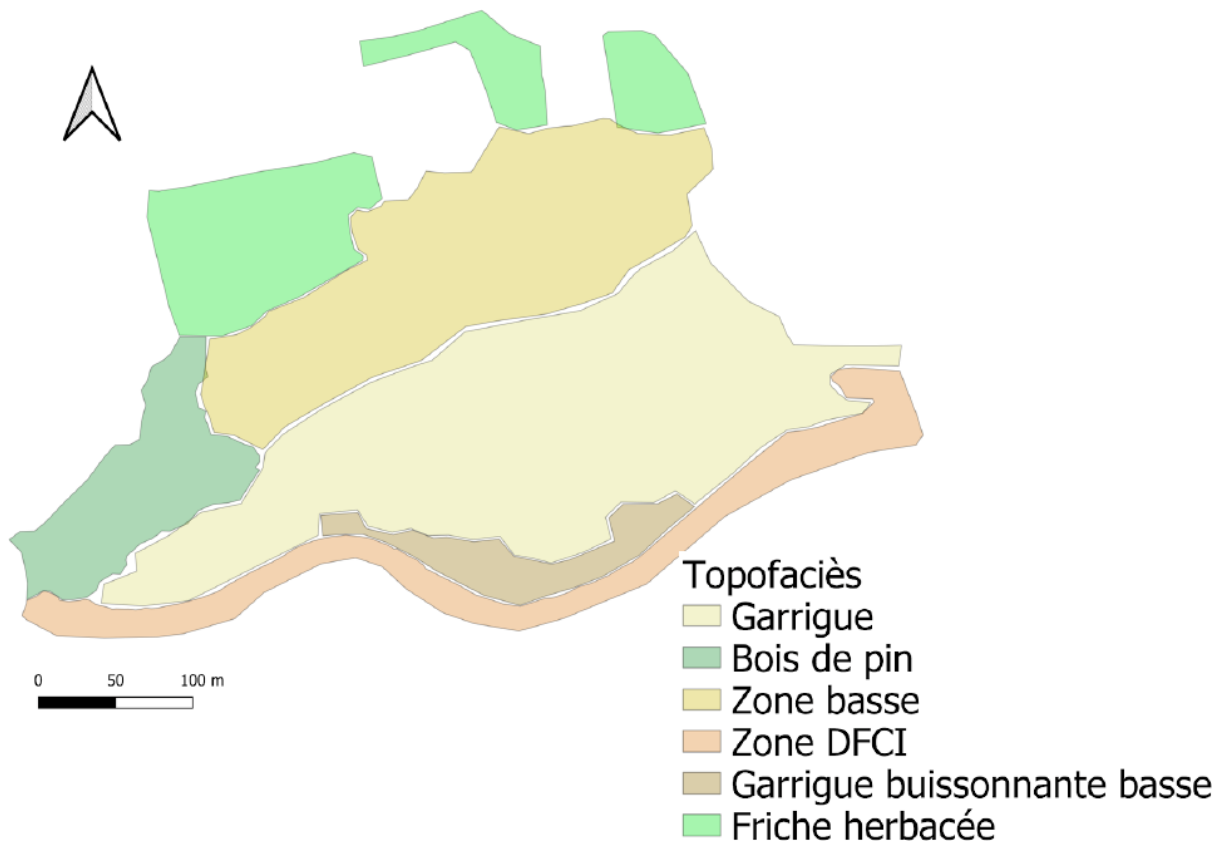 Topofaciès
Garrigue
Bois de pin
Zone basse
Zone DFCI
Garrigue buissonnante basse
Friche herbacée
0 50 100 m